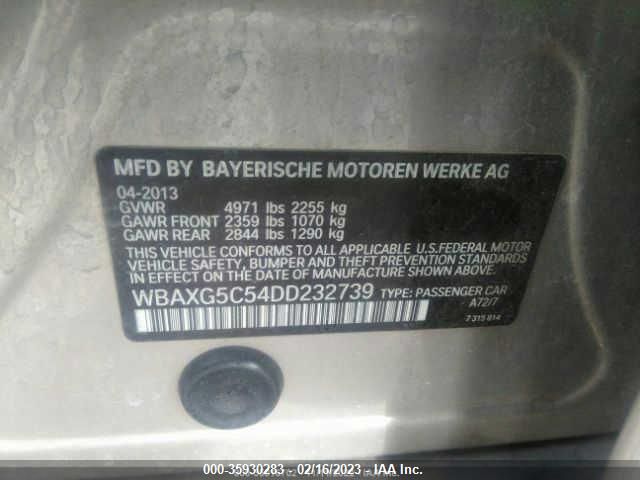 MFD BY BAYERISCHE MOTOREN WERKE AG
04-2013
GVWR 4971 lbs 2255 kg
GAWR FRONT 2359 lbs 1070 kg
GAWR REAR 2844 lbs 1290 kg
THIS VEHICLE CONFORMS TO ALL APPLICABLE U.S.FEDERAL MOTOR
VEHICLE SAFETY, BUMPER AND THEFT PREVENTION STANDARDS
IN EFFECT ON THE DATE OF MANUFACTURE SHOWN ABOVE.
WBAXG5C54DD232739 TYPE: PASSENGER CAR
A72/7
7 315 814
000-35930283 - 02/16/2023 - IAA Inc.